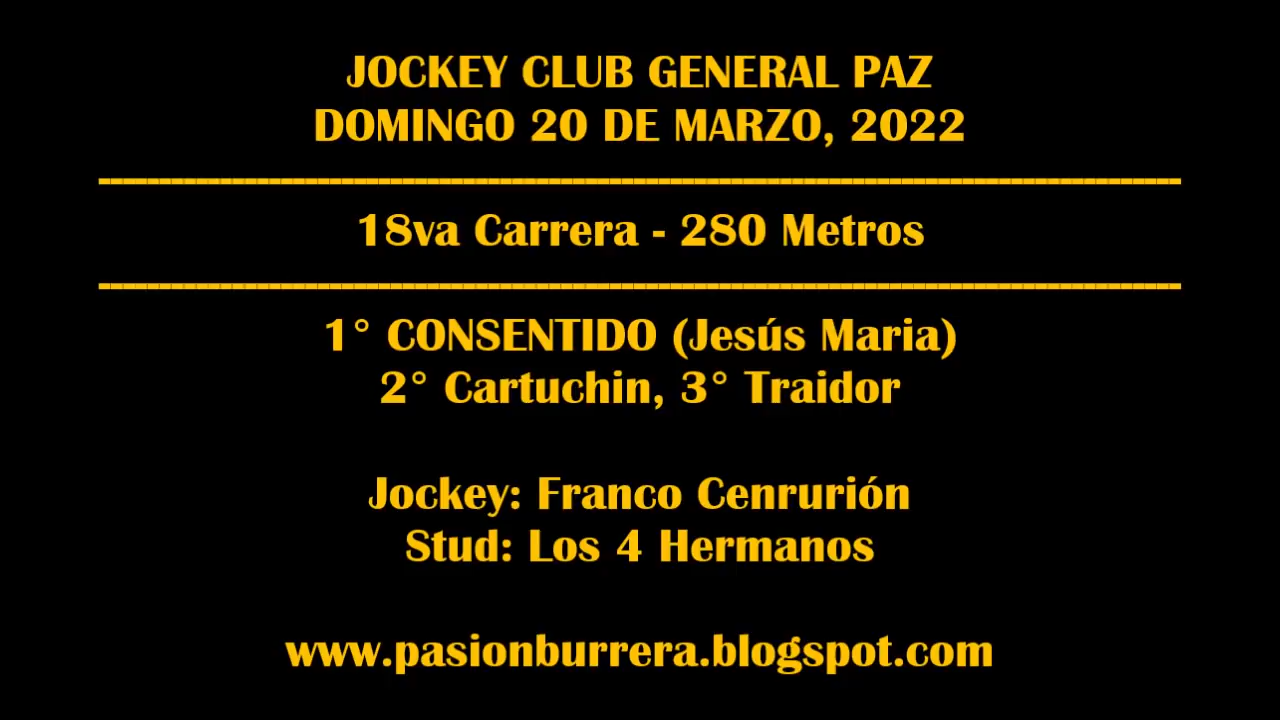 JOCKEY CLUB GENERAL PAZ
DOMINGO 20 DE MARZO, 2022
18va Carrera - 280 Metros
1° CONSENTIDO (Jesús Maria)
2° Cartuchin, 3° Traidor
Jockey: Franco Cenrurión
Stud: Los 4 Hermanos
www.pasionburrera.blogspot.com